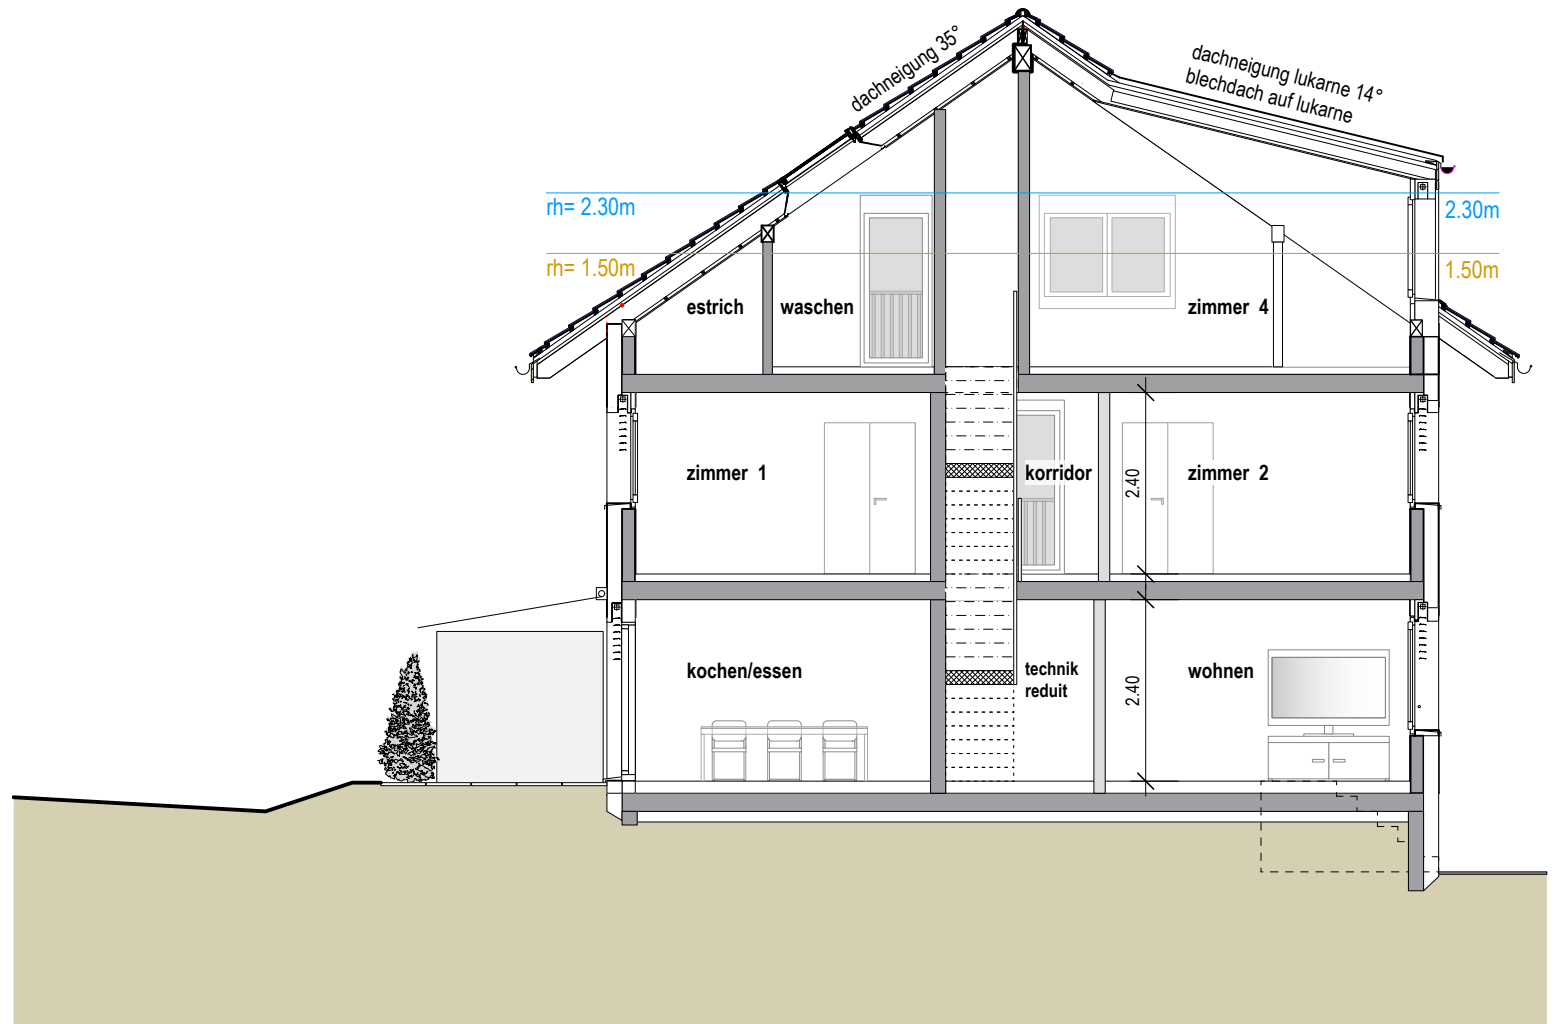 dachneigung 35°
dachneigung lukarne 14°
blechdach auf lukarne
rh= 2.30m
2.30m
rh= 1.50m
1.50m
estrich
waschen
zimmer 4
zimmer 1
korridor
2.40
zimmer 2
kochen/essen
technik
reduit
2.40
wohnen